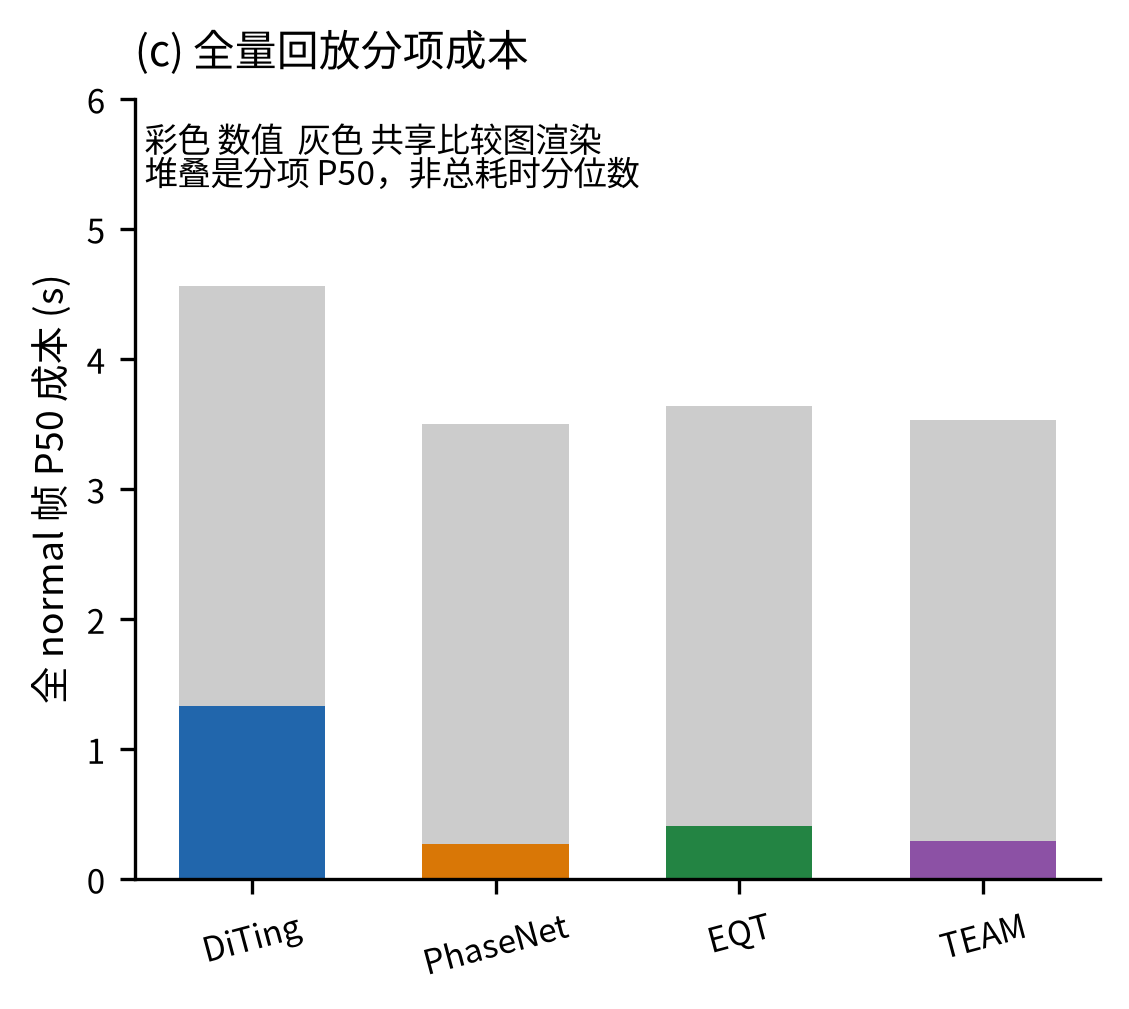 (c) 全量回放分项成本
彩色 数值  灰色 共享比较图渲染
堆叠是分项 P50，非总耗时分位数
全 normal 帧 P50 成本 (s)
6
5
4
3
2
1
0
DiTing
PhaseNet
EQT
TEAM